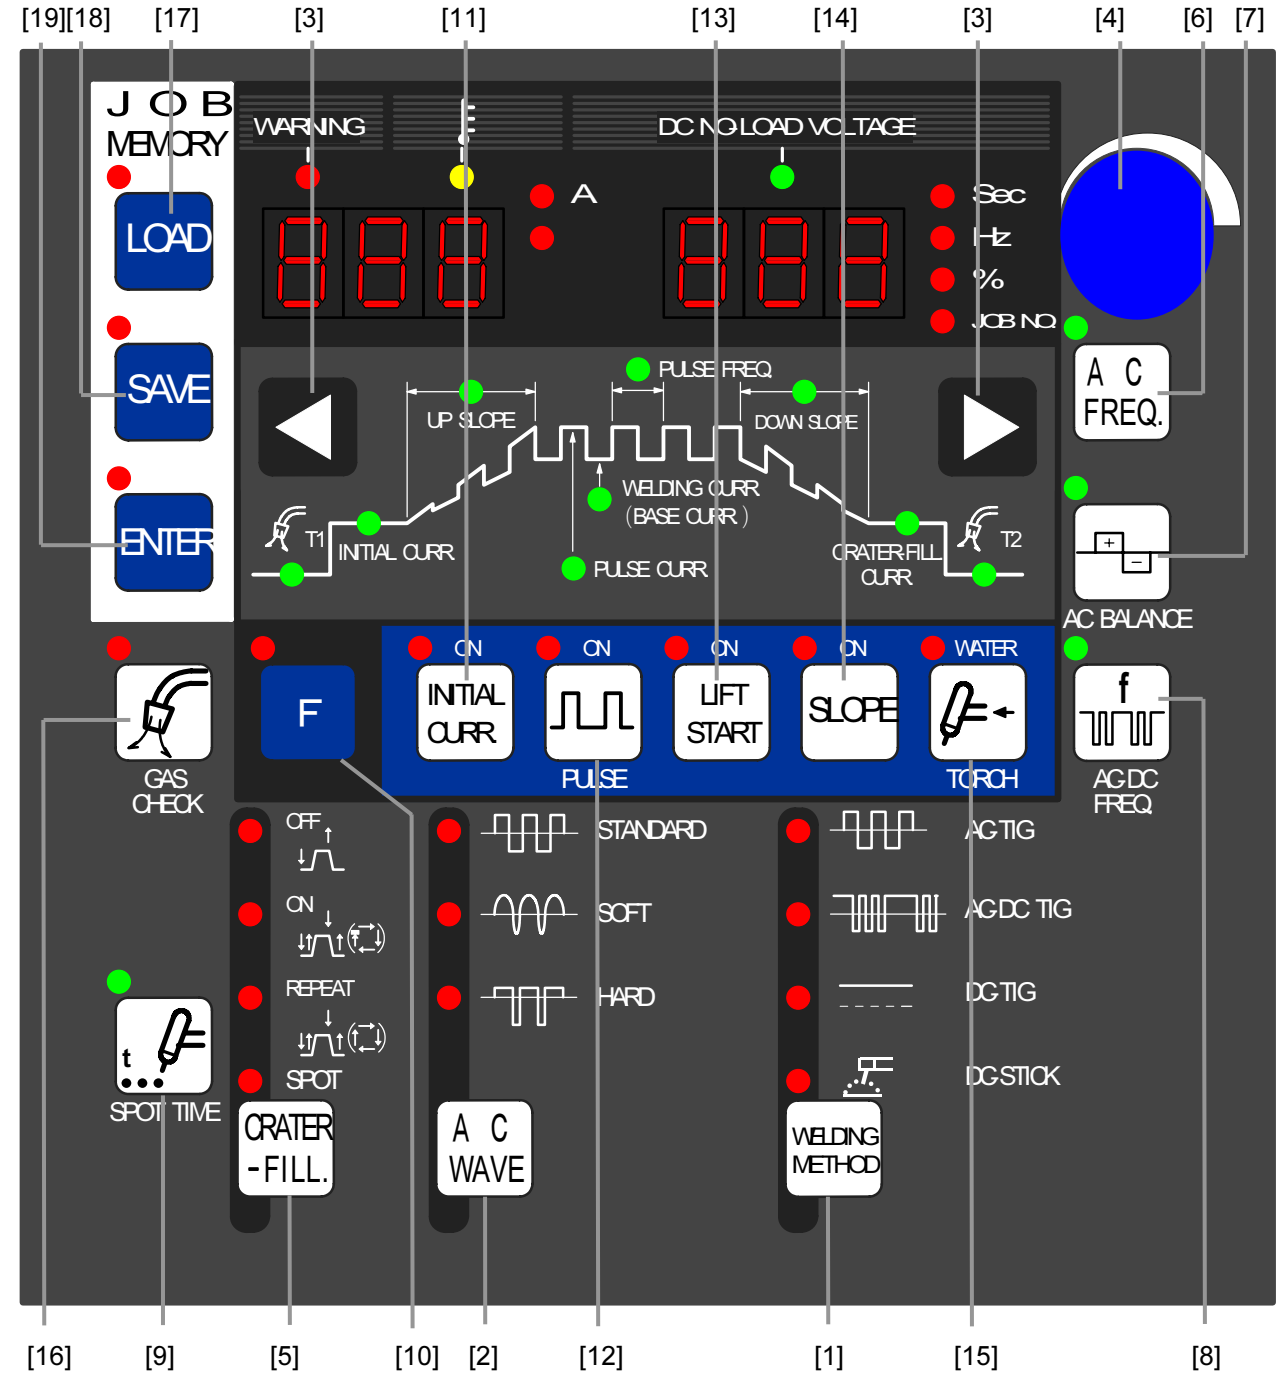 [19][18] [17] [3] [11] [13] [14] [3] [4] [6] [7]
JOB
MEMORY
WARNING
DC NO-LOAD VOLTAGE
LOAD
A
Sec
Hz
%
JOB NO.
888 888
SAVE
PULSE FREQ.
UP SLOPE
DOWN SLOPE
A C
FREQ.
WELDING CURR.
(BASE CURR.)
ENTER
T1
INITIAL CURR.
PULSE CURR.
CRATER-FILL
CURR.
T2
+
−
AC BALANCE
ON ON ON ON WATER
F
INITIAL
CURR.
LIFT
START
SLOPE
f
GAS
CHECK
PULSE
TORCH
AC-DC
FREQ.
OFF
ON
REPEAT
SPOT
STANDARD
SOFT
HARD
AC-TIG
AC-DC TIG
DC-TIG
DC-STICK
t
SPOT TIME
CRATER
-FILL.
A C
WAVE
WELDING
METHOD
[16] [9] [5] [10] [2] [12] [1] [15] [8]